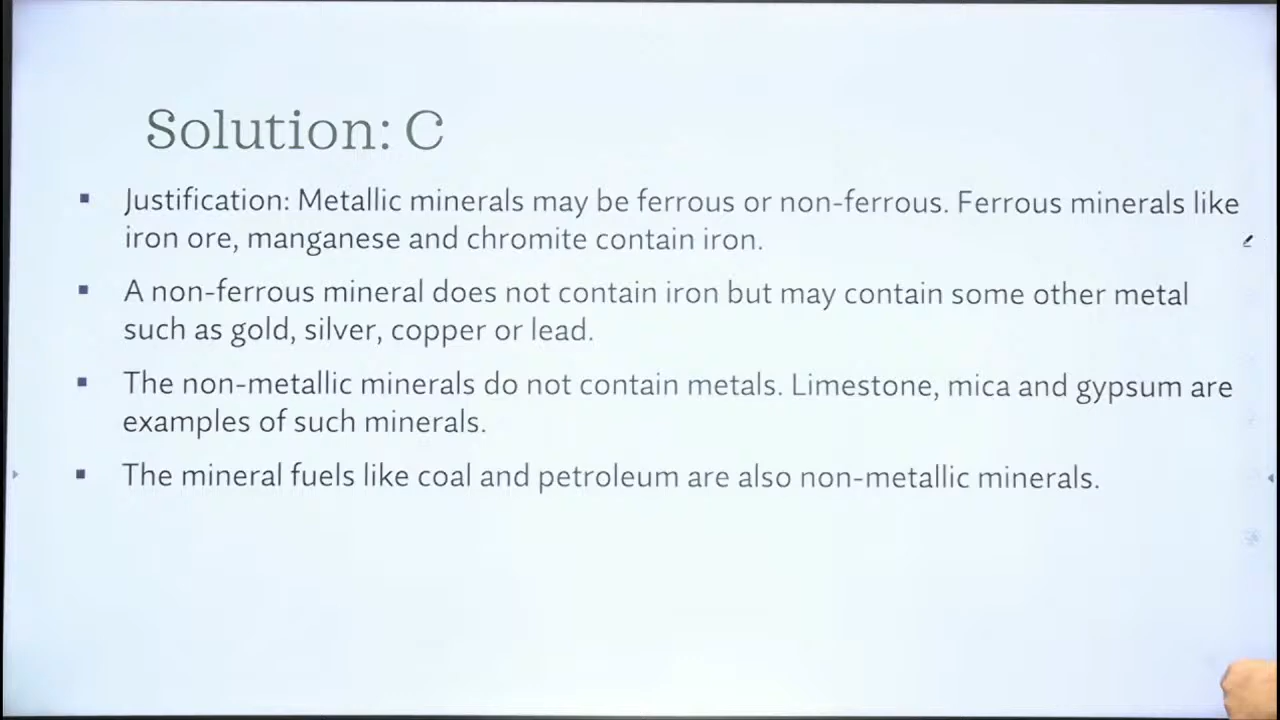 Solution: C
▪ Justification: Metallic minerals may be ferrous or non-ferrous. Ferrous minerals like
iron ore, manganese and chromite contain iron.
▪ A non-ferrous mineral does not contain iron but may contain some other metal
such as gold, silver, copper or lead.
▪ The non-metallic minerals do not contain metals. Limestone, mica and gypsum are
examples of such minerals.
▪ The mineral fuels like coal and petroleum are also non-metallic minerals.